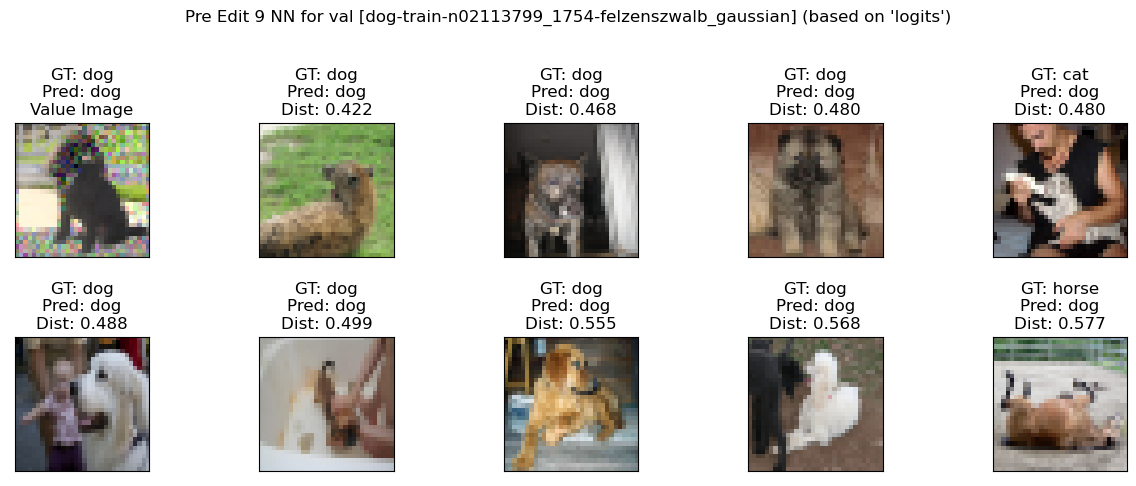 Pre Edit 9 NN for val [dog-train-n02113799_1754-felzenszwalb_gaussian] (based on 'logits')
GT: dog
Pred: dog
Value Image
GT: dog
Pred: dog
Dist: 0.422
GT: dog
Pred: dog
Dist: 0.468
GT: dog
Pred: dog
Dist: 0.480
GT: cat
Pred: dog
Dist: 0.480
GT: dog
Pred: dog
Dist: 0.488
GT: dog
Pred: dog
Dist: 0.499
GT: dog
Pred: dog
Dist: 0.555
GT: dog
Pred: dog
Dist: 0.568
GT: horse
Pred: dog
Dist: 0.577